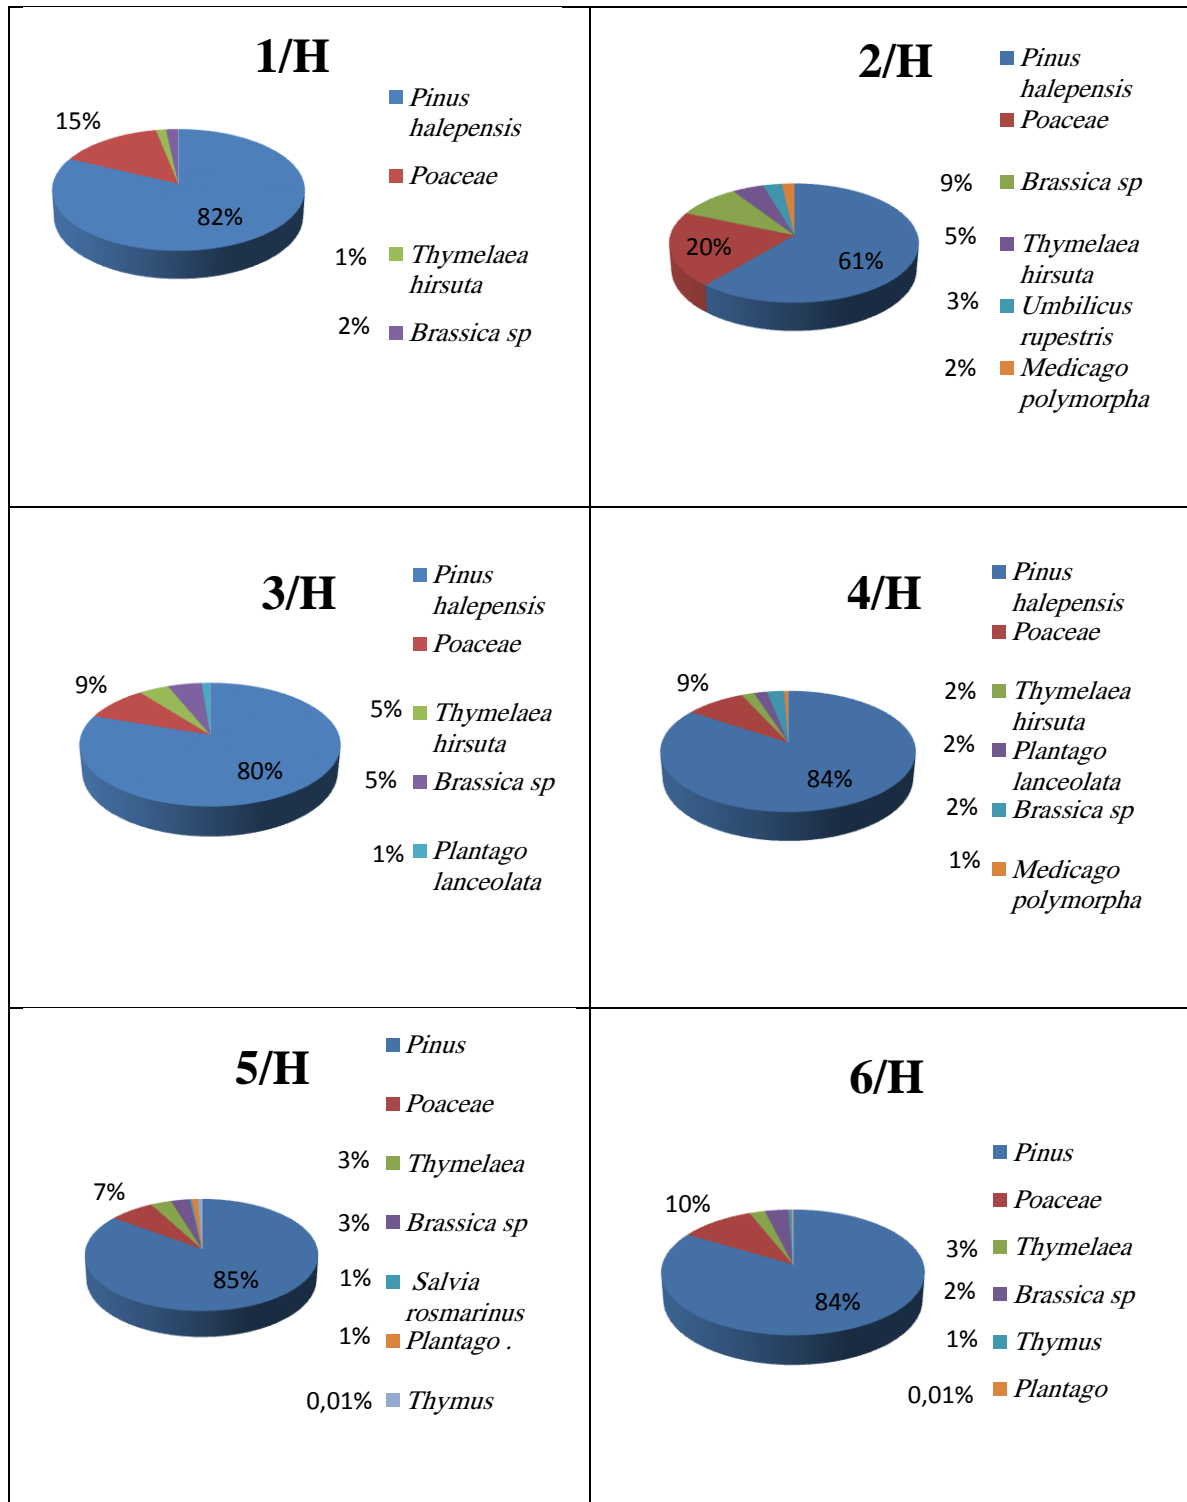 1/H
Pinus
halepensis
15%
Poaceae
82%
1%
Thymelaea
hirsuta
2%
Brassica sp
2/H
Pinus
halepensis
Poaceae
9%
Brassica sp
20%
61%
5%
Thymelaea
hirsuta
3%
Umbilicus
rupestris
2%
Medicago
polymorpha
3/H
Pinus
halepensis
Poaceae
9%
5%
Thymelaea
hirsuta
80%
5%
Brassica sp
1%
Plantago
lanceolata
4/H
Pinus
halepensis
Poaceae
9%
2%
Thymelaea
hirsuta
84%
2%
Plantago
lanceolata
2%
Brassica sp
1%
Medicago
polymorpha
5/H
Pinus
Poaceae
7%
3%
Thymelaea
3%
Brassica sp
85%
1%
Salvia
rosmarinus
1%
Plantago .
0,01%
Thymus
6/H
Pinus
10%
Poaceae
3%
Thymelaea
84%
2%
Brassica sp
1%
Thymus
0,01%
Plantago